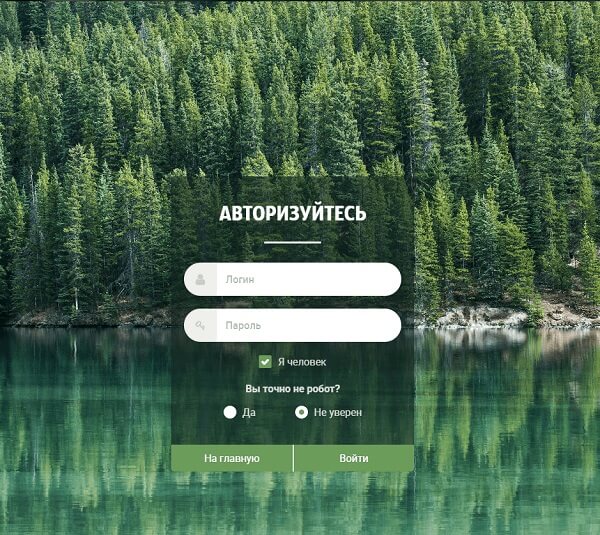 АВТОРИЗУЙТЕСЬ
Логин
Пароль
Я человек
Вы точно не робот?
Да
Не уверен
На главную
Войти